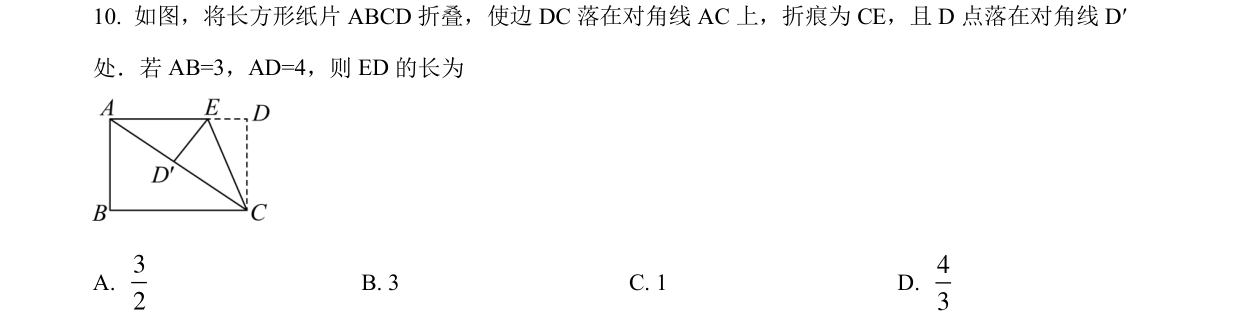 10. 如图，将长方形纸片 ABCD 折叠，使边 DC 落在对角线 AC 上，折痕为 CE，且 D 点落在对角线 D′
处．若 AB=3，AD=4，则 ED 的长为
A E D
D′
B C
A. 3/2 B. 3 C. 1 D. 4/3